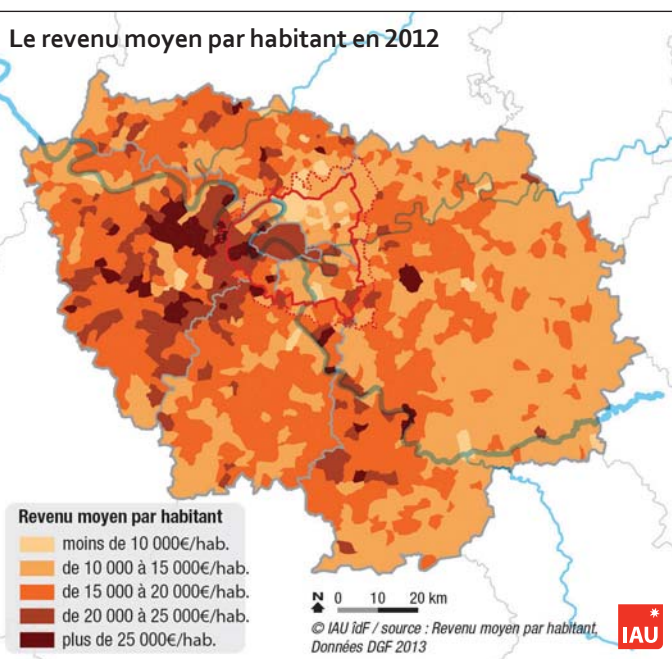 Le revenu moyen par habitant en 2012
Revenu moyen par habitant
moins de 10 000€/hab.
de 10 000 à 15 000€/hab.
de 15 000 à 20 000€/hab.
de 20 000 à 25 000€/hab.
plus de 25 000€/hab.
N 0 10 20 km
© IAU îdF / source : Revenu moyen par habitant,
Données DGF 2013
IAU